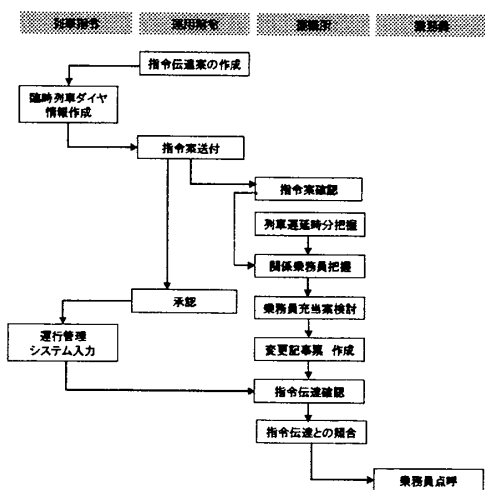 列車指令
運用指令
乗務員
指令伝達案の作成
臨時列車ダイヤ
情報作成
指令案送付
指令案確認
列車遅延時分把握
関係乗務員把握
承認
乗務員充当案検討
運行管理
システム入力
変更記事票 作成
指令伝達確認
指令伝達との照合
乗務員点呼